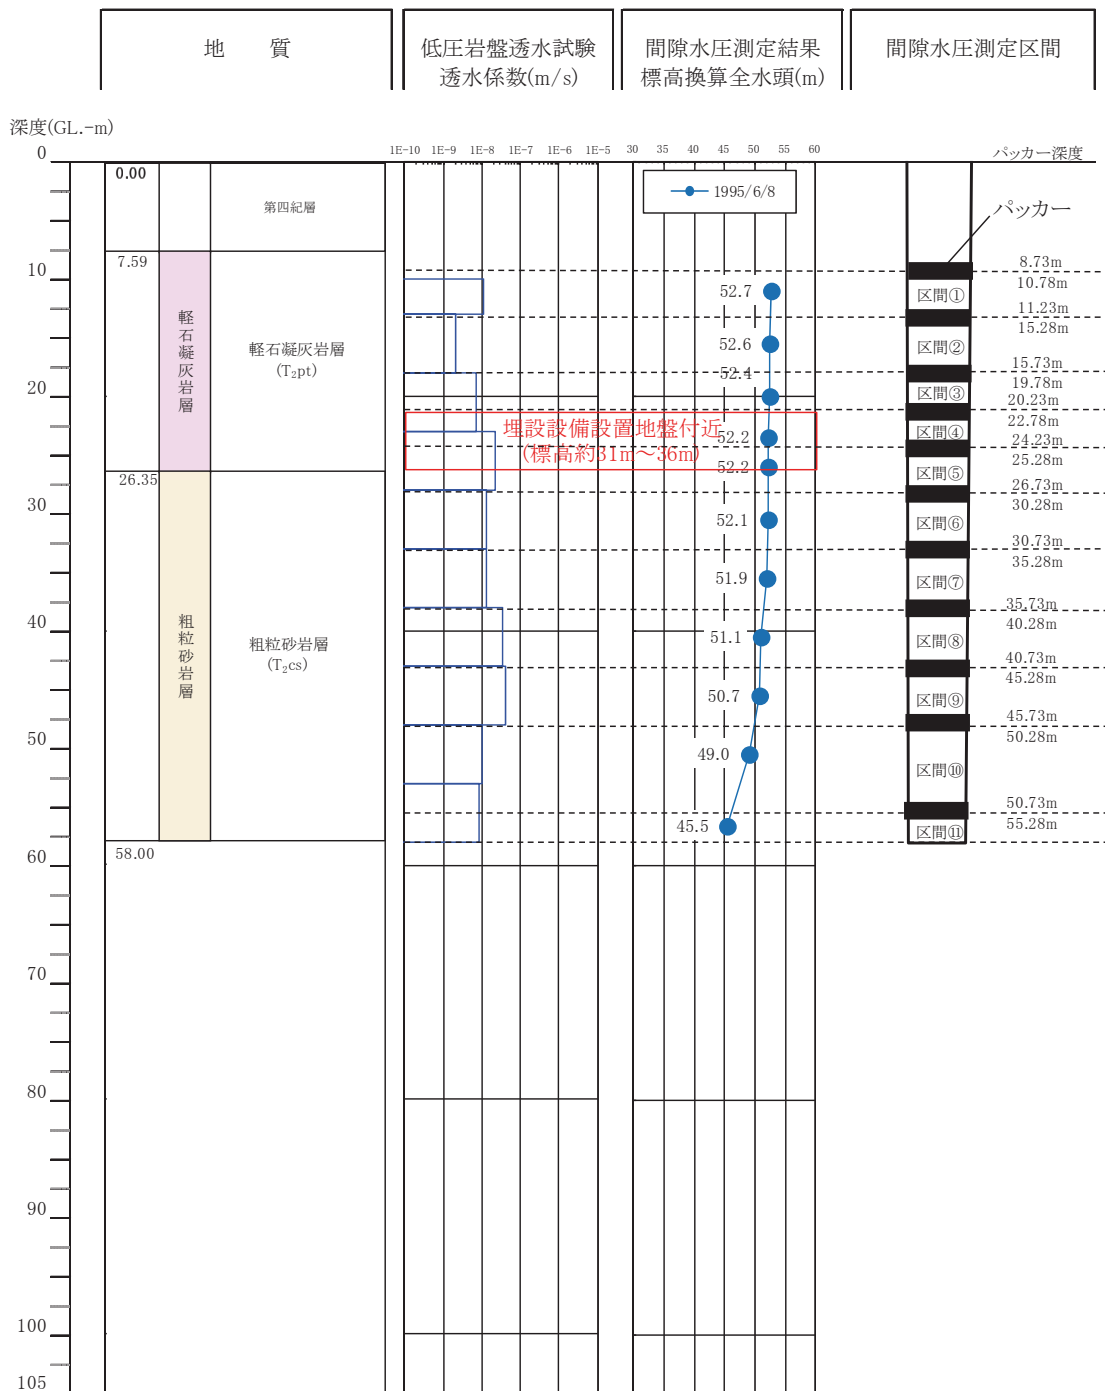 地　質
低圧岩盤透水試験
透水係数(m/s)
間隙水圧測定結果
標高換算全水頭(m)
間隙水圧測定区間
深度(GL.-m)
0
1E-10 1E-9 1E-8 1E-7 1E-6 1E-5
30 35 40 45 50 55 60
パッカー深度
0.00
第四紀層
1995/6/8
パッカー
7.59
8.73m
10
10.78m
区間①
52.7
11.23m
15.28m
軽石凝灰岩層
軽石凝灰岩層
(T₂pt)
52.6
区間②
15.73m
52.4
19.78m
区間③
20
20.23m
埋設設備設置地盤付近
(標高約31m～36m)
22.78m
52.2
区間④
24.23m
25.28m
52.2
区間⑤
26.35
26.73m
30
30.28m
52.1
区間⑥
30.73m
35.28m
51.9
区間⑦
35.73m
40
40.28m
粗粒砂岩層
粗粒砂岩層
(T₂cs)
51.1
区間⑧
40.73m
45.28m
50.7
区間⑨
45.73m
50
50.28m
49.0
区間⑩
50.73m
55.28m
45.5
区間⑪
58.00
60
70
80
90
100
105